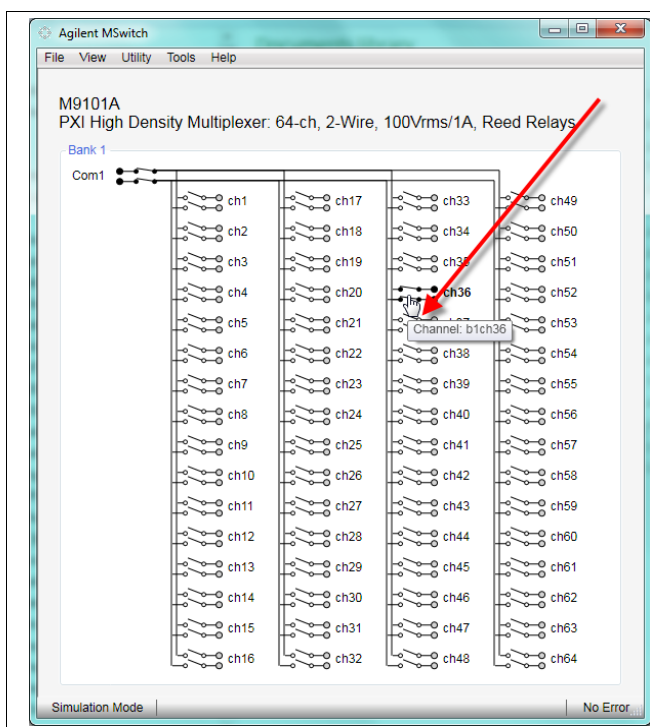 Agilent MSwitch
File View Utility Tools Help
M9101A
PXI High Density Multiplexer: 64-ch, 2-Wire, 100Vrms/1A, Reed Relays
Bank 1
Com1
ch1 ch17 ch33 ch49
ch2 ch18 ch34 ch50
ch3 ch19 ch35 ch51
ch4 ch20 ch36 ch52
ch5 ch21 ch37 ch53
Channel: b1ch36
ch6 ch22 ch38 ch54
ch7 ch23 ch39 ch55
ch8 ch24 ch40 ch56
ch9 ch25 ch41 ch57
ch10 ch26 ch42 ch58
ch11 ch27 ch43 ch59
ch12 ch28 ch44 ch60
ch13 ch29 ch45 ch61
ch14 ch30 ch46 ch62
ch15 ch31 ch47 ch63
ch16 ch32 ch48 ch64
Simulation Mode No Error